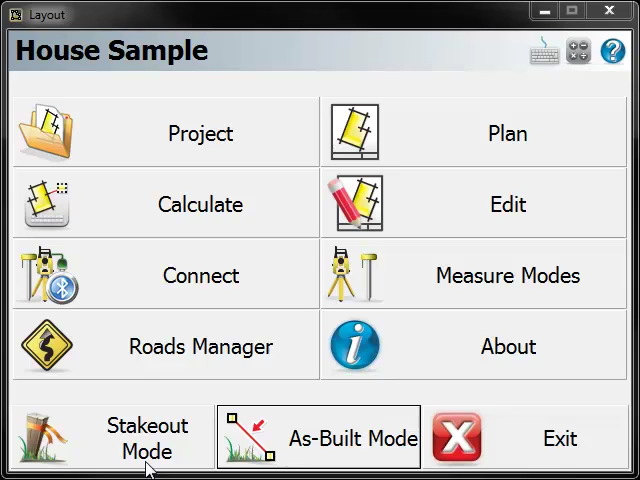 Layout
House Sample
Project
Plan
Calculate
Edit
Connect
Measure Modes
Roads Manager
About
Stakeout
Mode
As-Built Mode
Exit